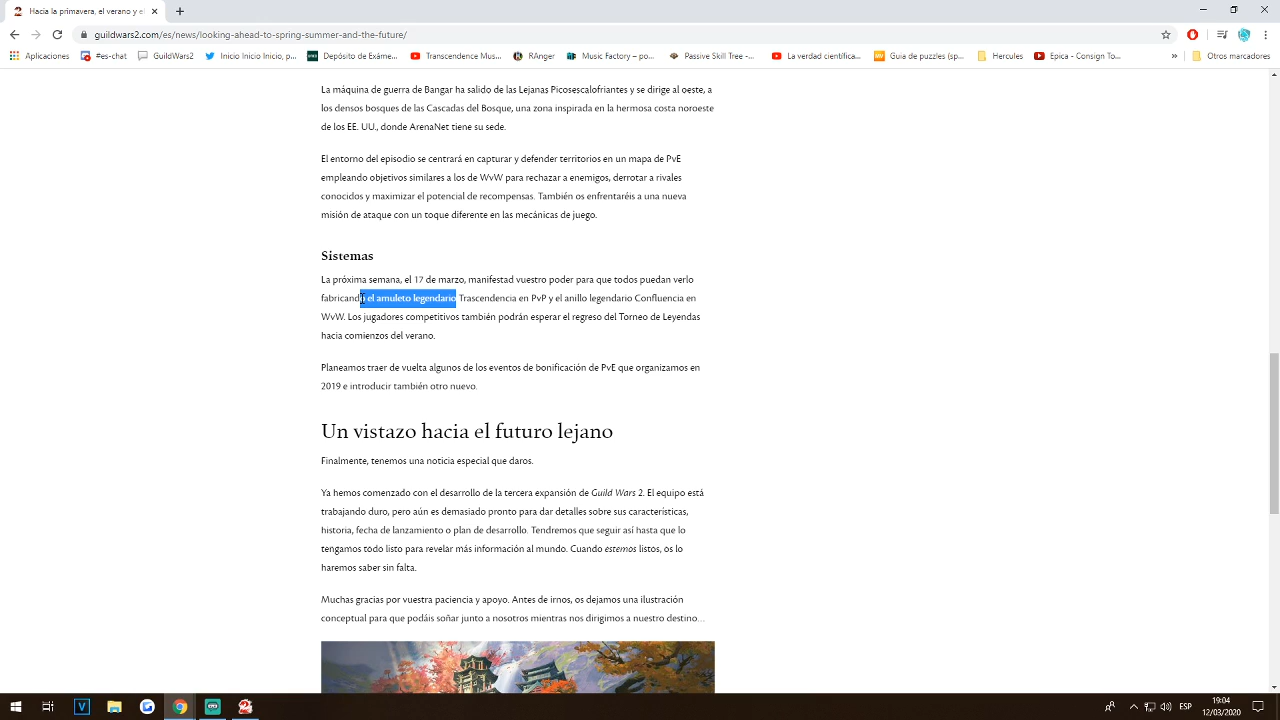 Hacia la primavera, el verano y el
guildwars2.com/es/news/looking-ahead-to-spring-summer-and-the-future/
Aplicaciones #es-chat GuildWars2 Inicio Inicio Inicio, p... Depósito de Exáme... Transcendence Mus... RAnger Music Factory – po... Passive Skill Tree -... La verdad científica... Guia de puzzles (sp... Hercules Epica - Consign To... » Otros marcadores
La máquina de guerra de Bangar ha salido de las Lejanas Picosescalofriantes y se dirige al oeste, a
los densos bosques de las Cascadas del Bosque, una zona inspirada en la hermosa costa noroeste
de los EE. UU., donde ArenaNet tiene su sede.
El entorno del episodio se centrará en capturar y defender territorios en un mapa de PvE
empleando objetivos similares a los de WvW para rechazar a enemigos, derrotar a rivales
conocidos y maximizar el potencial de recompensas. También os enfrentaréis a una nueva
misión de ataque con un toque diferente en las mecánicas de juego.
Sistemas
La próxima semana, el 17 de marzo, manifestad vuestro poder para que todos puedan verlo
fabricando el amuleto legendario Trascendencia en PvP y el anillo legendario Confluencia en
WvW. Los jugadores competitivos también podrán esperar el regreso del Torneo de Leyendas
hacia comienzos del verano.
Planeamos traer de vuelta algunos de los eventos de bonificación de PvE que organizamos en
2019 e introducir también otro nuevo.
Un vistazo hacia el futuro lejano
Finalmente, tenemos una noticia especial que daros.
Ya hemos comenzado con el desarrollo de la tercera expansión de Guild Wars 2. El equipo está
trabajando duro, pero aún es demasiado pronto para dar detalles sobre sus características,
historia, fecha de lanzamiento o plan de desarrollo. Tendremos que seguir así hasta que lo
tengamos todo listo para revelar más información al mundo. Cuando estemos listos, os lo
haremos saber sin falta.
Muchas gracias por vuestra paciencia y apoyo. Antes de irnos, os dejamos una ilustración
conceptual para que podáis soñar junto a nosotros mientras nos dirigimos a nuestro destino...
ESP
19:04
12/03/2020